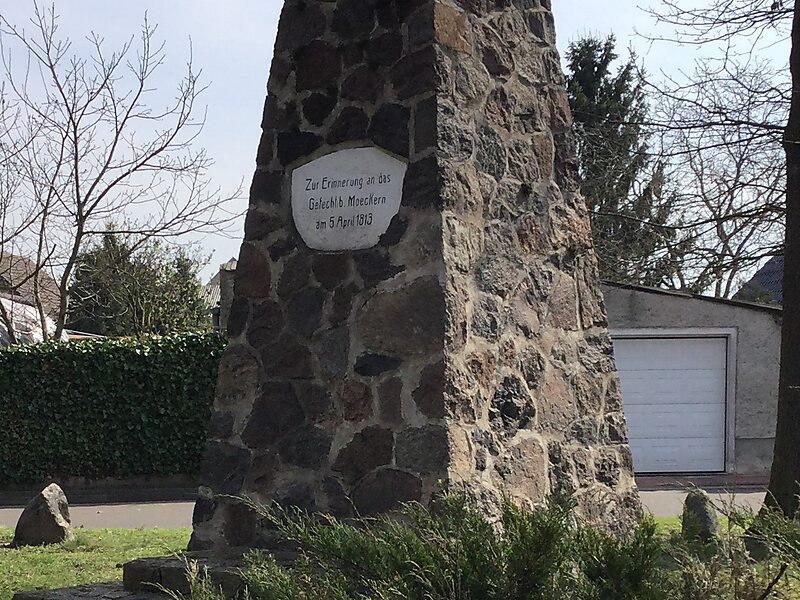 Zur Erinnerung an das
Gefecht b. Moeckern
am 5. April 1813